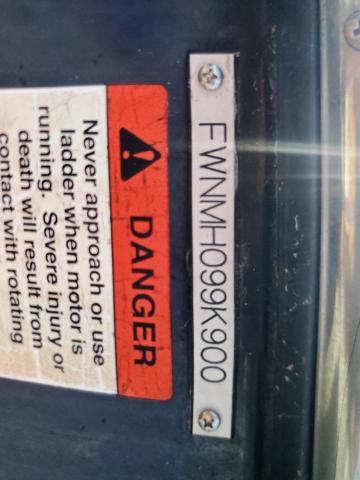 FWNMH099K900
DANGER
Never approach or use
ladder when motor is
running. Severe injury or
death will result from
contact with rotating